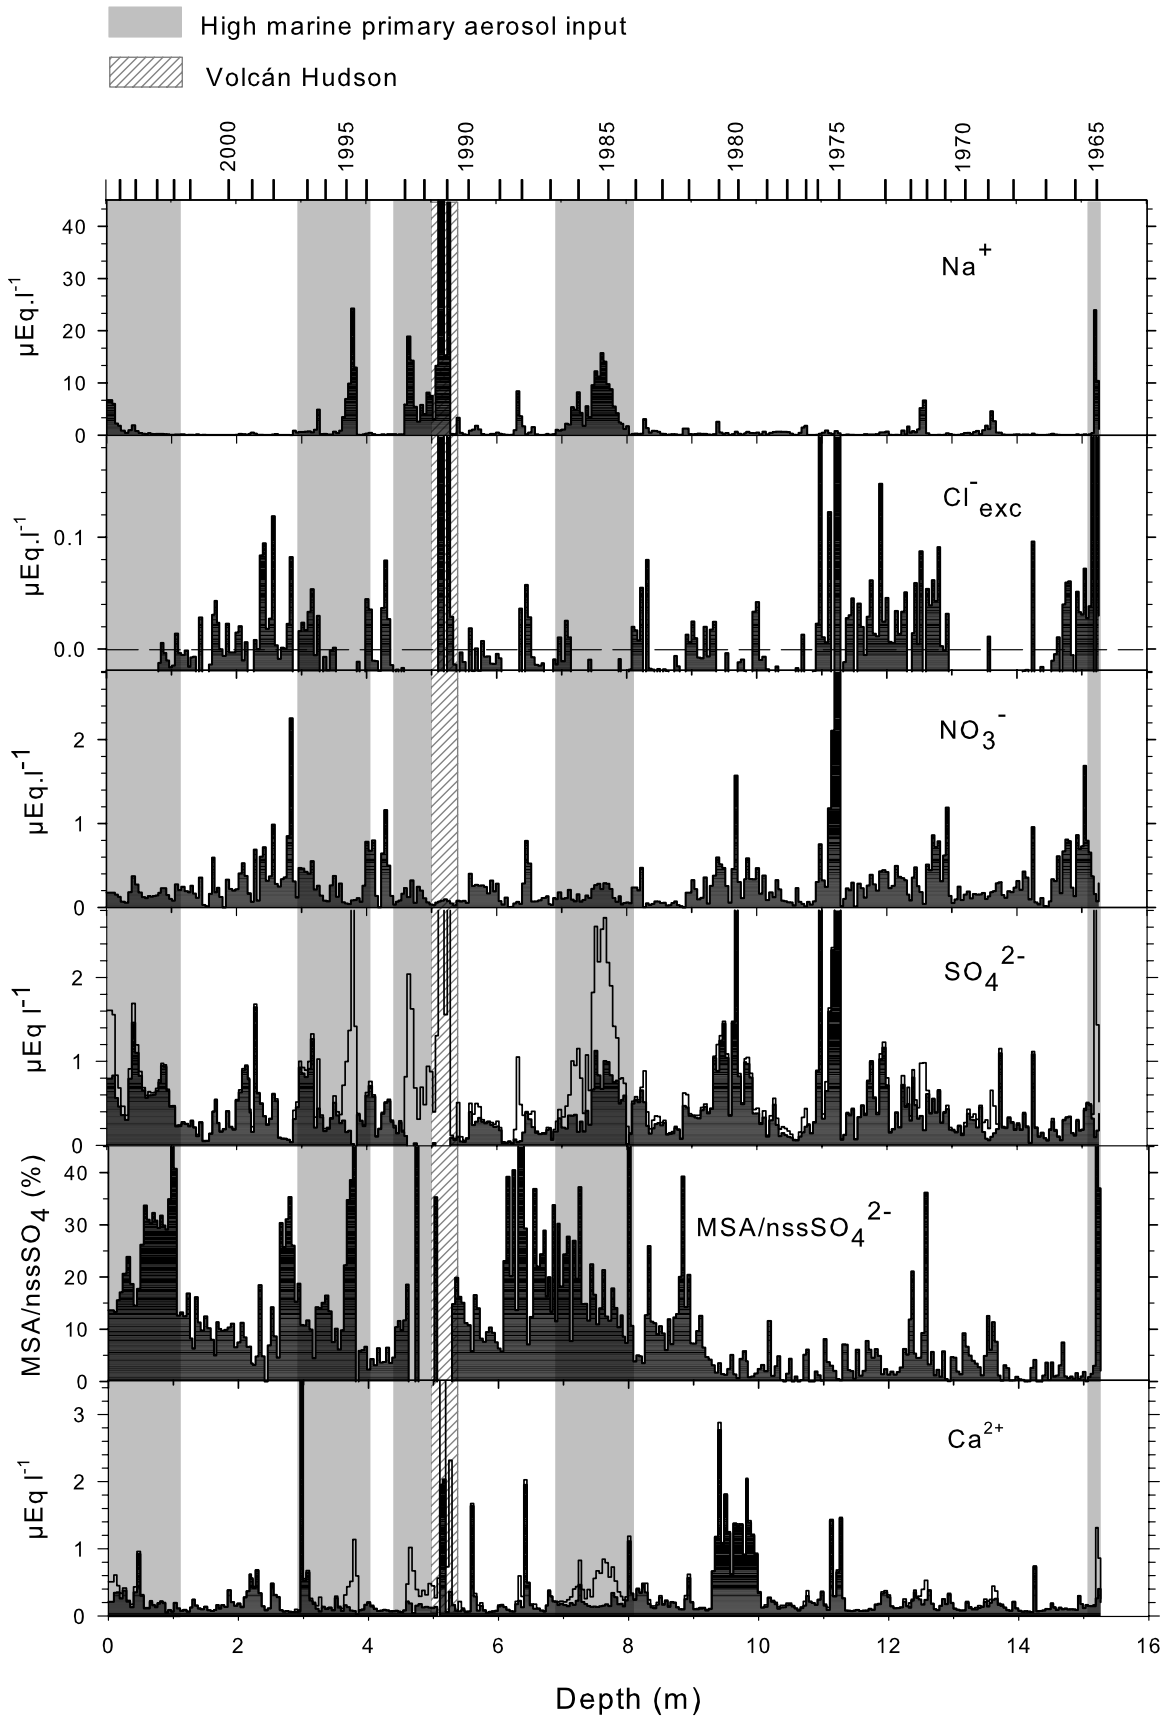 High marine primary aerosol input
Volcán Hudson
2000 1995 1990 1985 1980 1975 1970 1965
40
30
20
10
0
µEq.l-1
Na+
0.1
0.0
µEq.l-1
Cl-exc
2
1
0
µEq.l-1
NO3-
2
1
0
µEq l-1
SO42-
40
30
20
10
0
MSA/nssSO4 (%)
MSA/nssSO42-
3
2
1
0
µEq l-1
Ca2+
0 2 4 6 8 10 12 14 16
Depth (m)